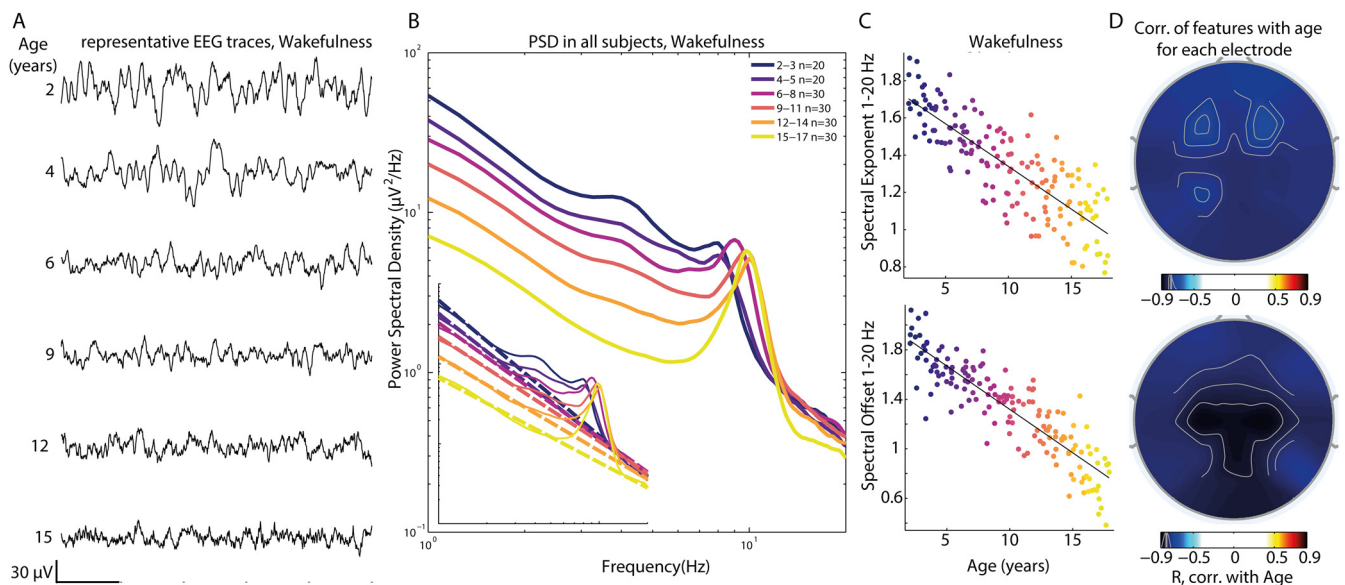 A
Age
(years)
representative EEG traces, Wakefulness
2
4
6
9
12
15
30 µV
B
PSD in all subjects, Wakefulness
Power Spectral Density (µV²/Hz)
10²
10¹
10⁰
10⁻¹
2–3 n=20
4–5 n=20
6–8 n=30
9–11 n=30
12–14 n=30
15–17 n=30
10⁰
10¹
Frequency(Hz)
C
Wakefulness
Spectral Exponent 1-20 Hz
1.8
1.6
1.4
1.2
1
0.8
5
10
15
Spectral Offset 1-20 Hz
1.8
1.4
1
0.6
5
10
15
Age (years)
D
Corr. of features with age
for each electrode
−0.9 −0.5 0 0.5 0.9
−0.9 −0.5 0 0.5 0.9
R, corr. with Age